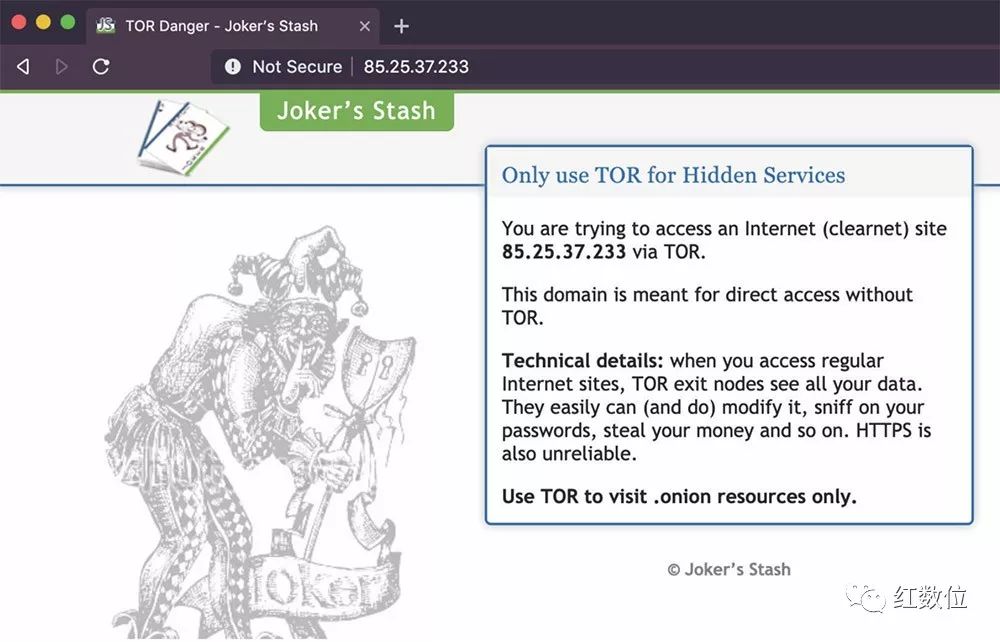 TOR Danger - Joker's Stash
Not Secure | 85.25.37.233
Joker's Stash
Only use TOR for Hidden Services
You are trying to access an Internet (clearnet) site
85.25.37.233 via TOR.
This domain is meant for direct access without
TOR.
Technical details: when you access regular
Internet sites, TOR exit nodes see all your data.
They easily can (and do) modify it, sniff on your
passwords, steal your money and so on. HTTPS is
also unreliable.
Use TOR to visit .onion resources only.
JOKER
© Joker's Stash
红数位